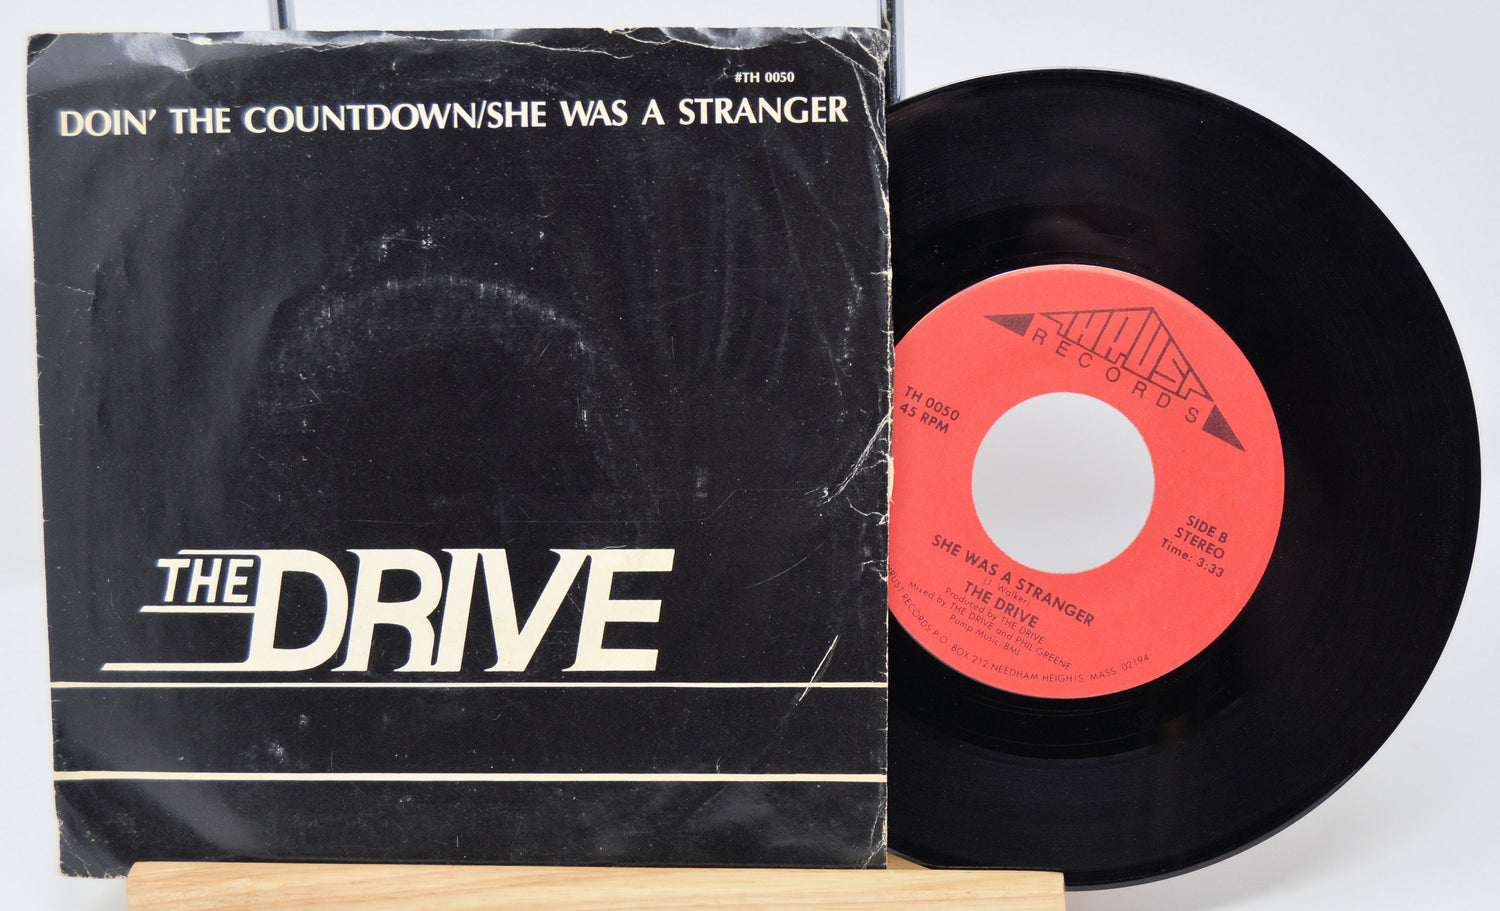 #TH 0050
DOIN' THE COUNTDOWN/SHE WAS A STRANGER
THE DRIVE
THRUST
RECORDS
TH 0050
45 RPM
SIDE B
STEREO
Time: 3:33
SHE WAS A STRANGER
(J. Walker)
THE DRIVE
Produced by THE DRIVE
Mixed by THE DRIVE and PHIL GREENE
Pump Music, BMI
RECORDS P.O. BOX 212 NEEDHAM HEIGHTS, MASS. 02194